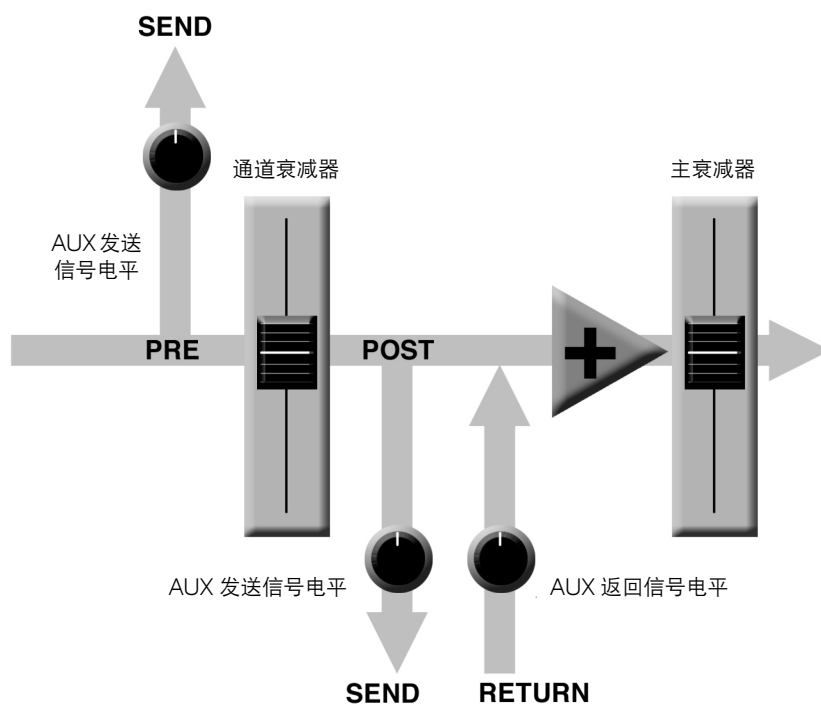 SEND
通道衰减器
主衰减器
AUX 发送
信号电平
PRE
POST
AUX 发送信号电平
AUX 返回信号电平
SEND
RETURN